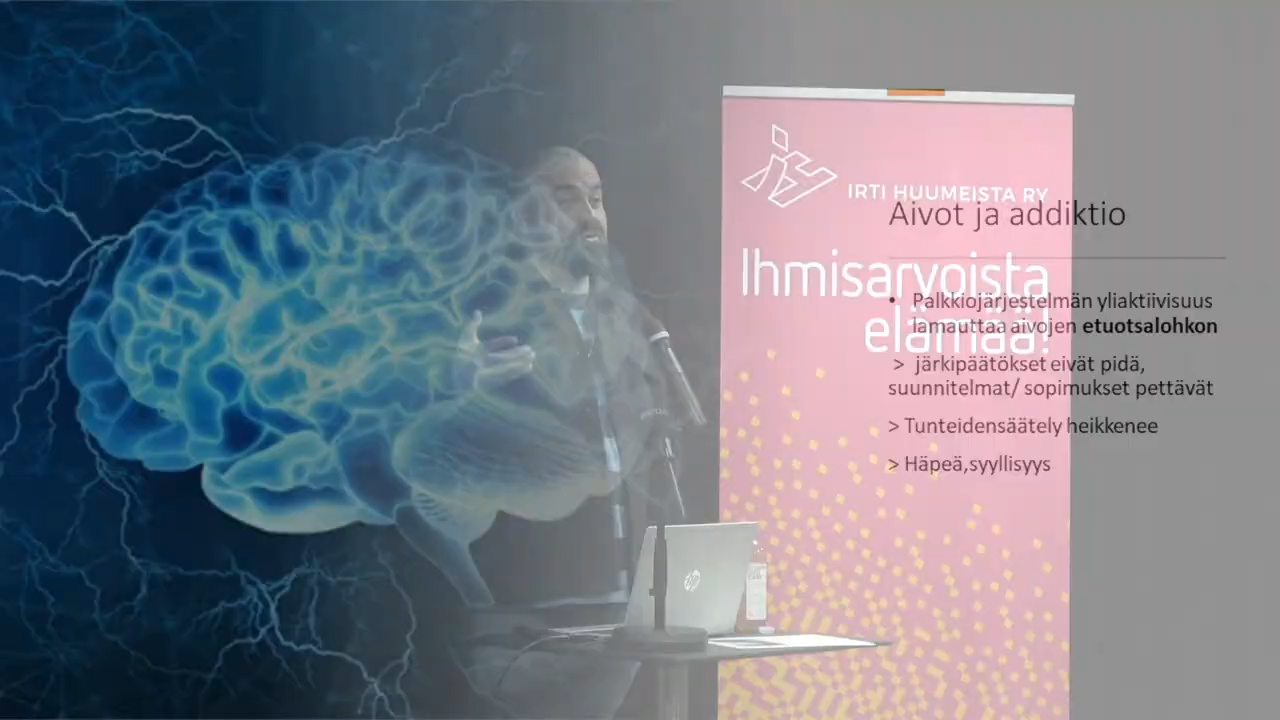 IRTI HUUMEISTA RY
Ihmisarvoista
elämää!
Aivot ja addiktio
• Palkkiojärjestelmän yliaktiivisuus
lamauttaa aivojen etuotsalohkon
> järkipäätökset eivät pidä,
suunnitelmat/ sopimukset pettävät
> Tunteidensäätely heikkenee
> Häpeä,syyllisyys
hp